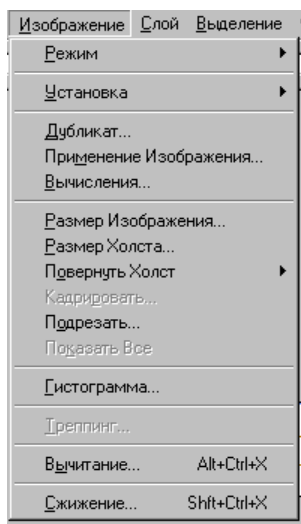 Изображение Слой Выделение
Режим
Установка
Дубликат...
Применение Изображения...
Вычисления...
Размер Изображения...
Размер Холста...
Повернуть Холст
Кадрировать...
Подрезать...
Показать Все
Гистограмма...
Треппинг...
Вычитание... Alt+Ctrl+X
Сжижение... Shft+Ctrl+X